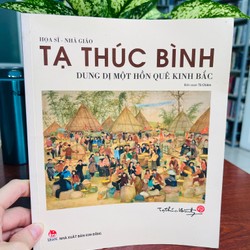 HỌA SĨ - NHÀ GIÁO
TẠ THÚC BÌNH
DUNG DỊ MỘT HỒN QUÊ KINH BẮC
NHÀ XUẤT BẢN KIM ĐỒNG